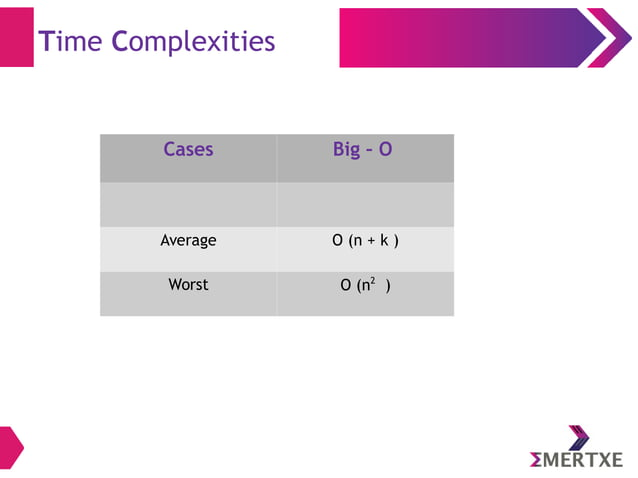 Time Complexities
Cases Big – O
Average O (n + k )
Worst O (n² )
ΣMERTXE